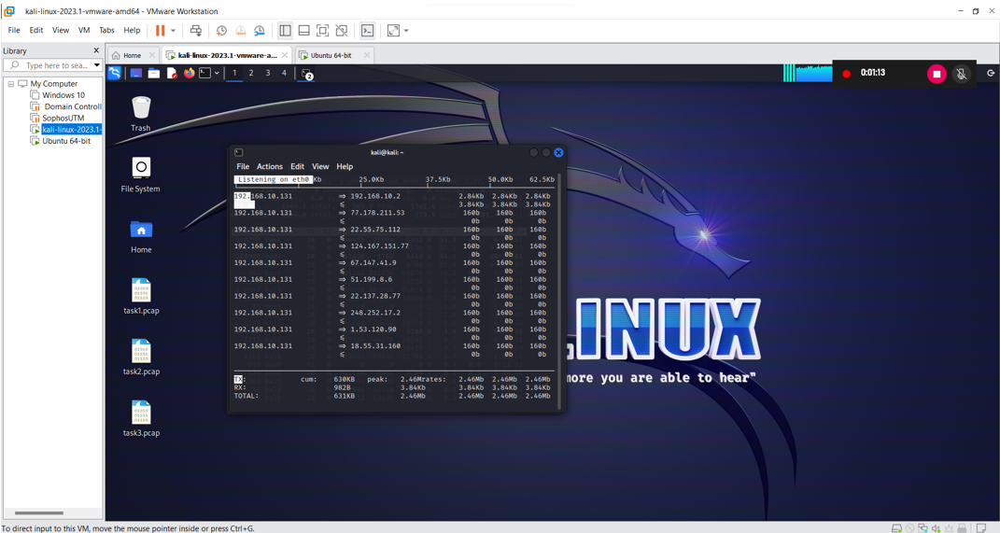 kali-linux-2023.1-vmware-amd64 - VMware Workstation
File Edit View VM Tabs Help
Library X
Home kali-linux-2023.1-vmware-a... Ubuntu 64-bit
Type here to sea...
1 2 3 4 2
00:01:13
My Computer
Windows 10
Domain Controll
SophosUTM
kali-linux-2023.1-
Ubuntu 64-bit
Trash
File System
Home
task1.pcap
task2.pcap
task3.pcap
kali@kali: ~
File Actions Edit View Help
Listening on eth0 Kb 25.0Kb 37.5Kb 50.0Kb 62.5Kb
192.168.10.131 => 192.168.10.2 2.84Kb 2.84Kb 2.84Kb
<= 3.84Kb 3.84Kb 3.84Kb
192.168.10.131 => 77.178.211.53 160b 160b 160b
<= 0b 0b 0b
192.168.10.131 => 22.55.75.112 160b 160b 160b
<= 0b 0b 0b
192.168.10.131 => 124.167.151.77 160b 160b 160b
<= 0b 0b 0b
192.168.10.131 => 67.147.41.9 160b 160b 160b
<= 0b 0b 0b
192.168.10.131 => 51.199.8.6 160b 160b 160b
<= 0b 0b 0b
192.168.10.131 => 22.137.28.77 160b 160b 160b
<= 0b 0b 0b
192.168.10.131 => 248.252.17.2 160b 160b 160b
<= 0b 0b 0b
192.168.10.131 => 1.53.120.90 160b 160b 160b
<= 0b 0b 0b
192.168.10.131 => 18.55.31.160 160b 160b 160b
<= 0b 0b 0b
TX: cum: 630KB peak: 2.46Mrates: 2.46Mb 2.46Mb 2.46Mb
RX: 982B 3.84Kb 3.84Kb 3.84Kb 3.84Kb
TOTAL: 631KB 2.46Mb 2.46Mb 2.46Mb 2.46Mb
LINUX
more you are able to hear"
To direct input to this VM, move the mouse pointer inside or press Ctrl+G.